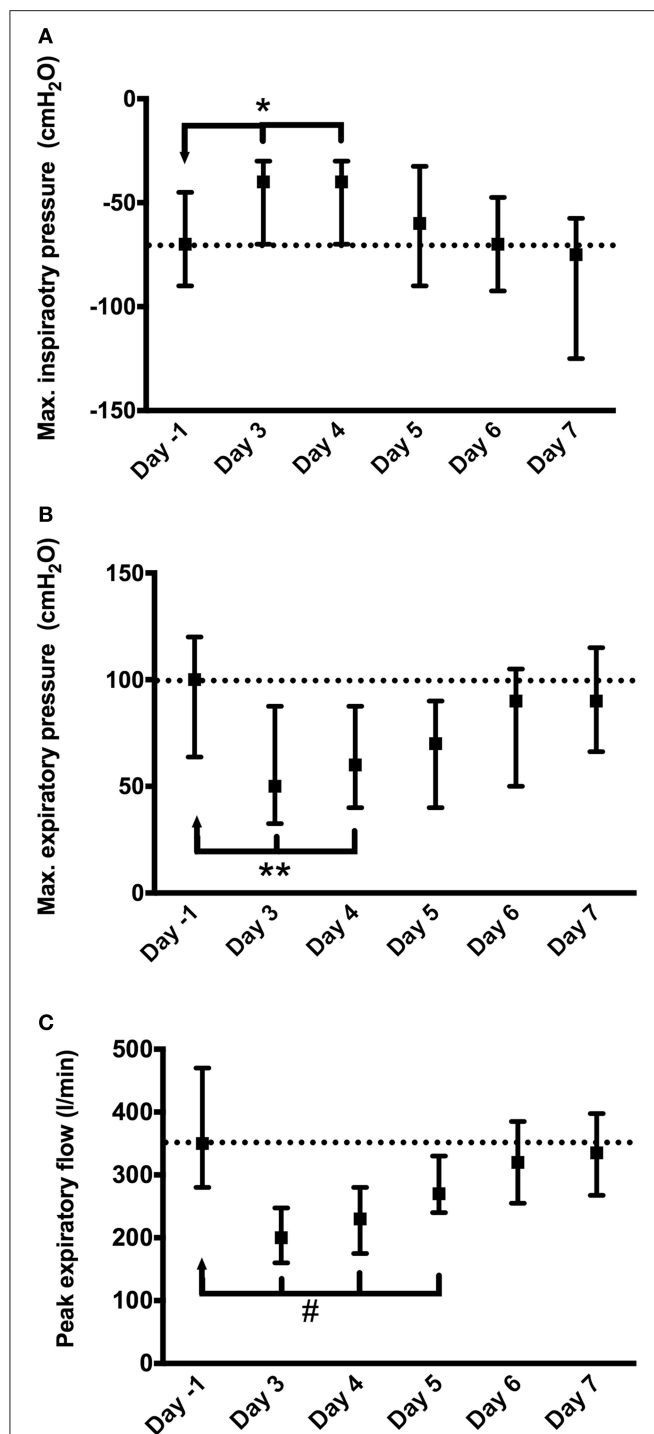 A
Max. inspiraotry pressure (cmH₂O)
0
-50
-100
-150
*
Day -1
Day 3
Day 4
Day 5
Day 6
Day 7
B
Max. expiratory pressure (cmH₂O)
150
100
50
0
**
Day -1
Day 3
Day 4
Day 5
Day 6
Day 7
C
Peak expiratory flow (l/min)
500
400
300
200
100
0
#
Day -1
Day 3
Day 4
Day 5
Day 6
Day 7